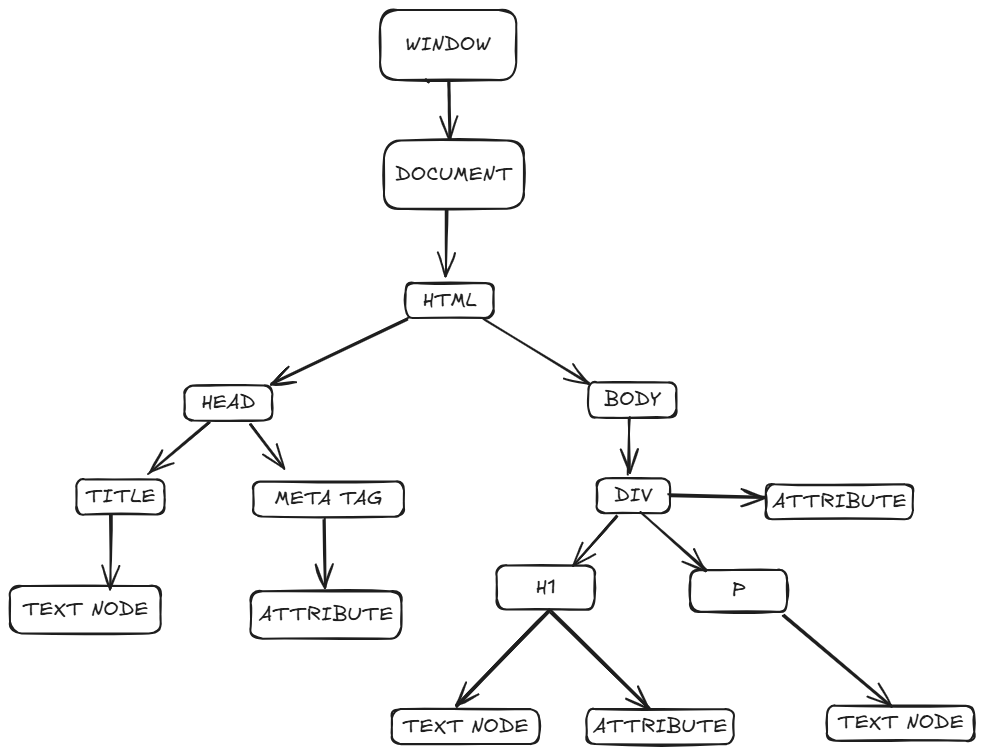 WINDOW
DOCUMENT
HTML
HEAD
BODY
TITLE
META TAG
DIV
ATTRIBUTE
H1
P
TEXT NODE
ATTRIBUTE
TEXT NODE
ATTRIBUTE
TEXT NODE